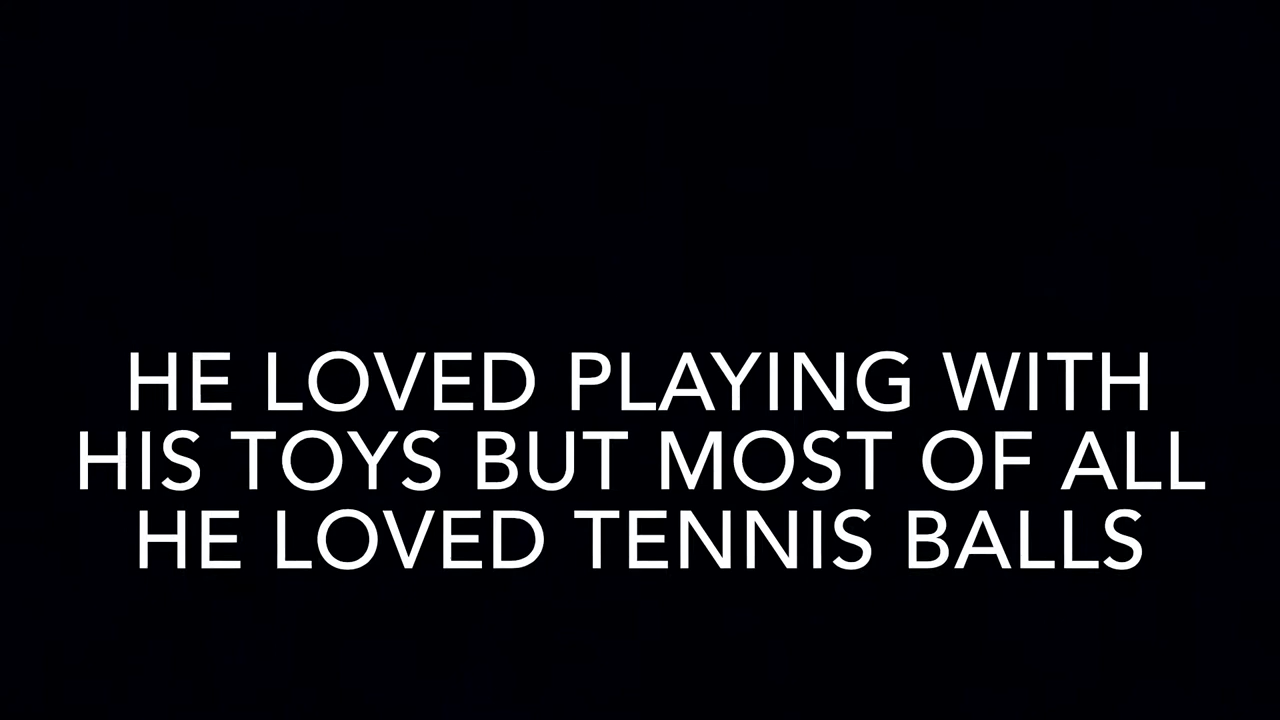 HE LOVED PLAYING WITH
HIS TOYS BUT MOST OF ALL
HE LOVED TENNIS BALLS